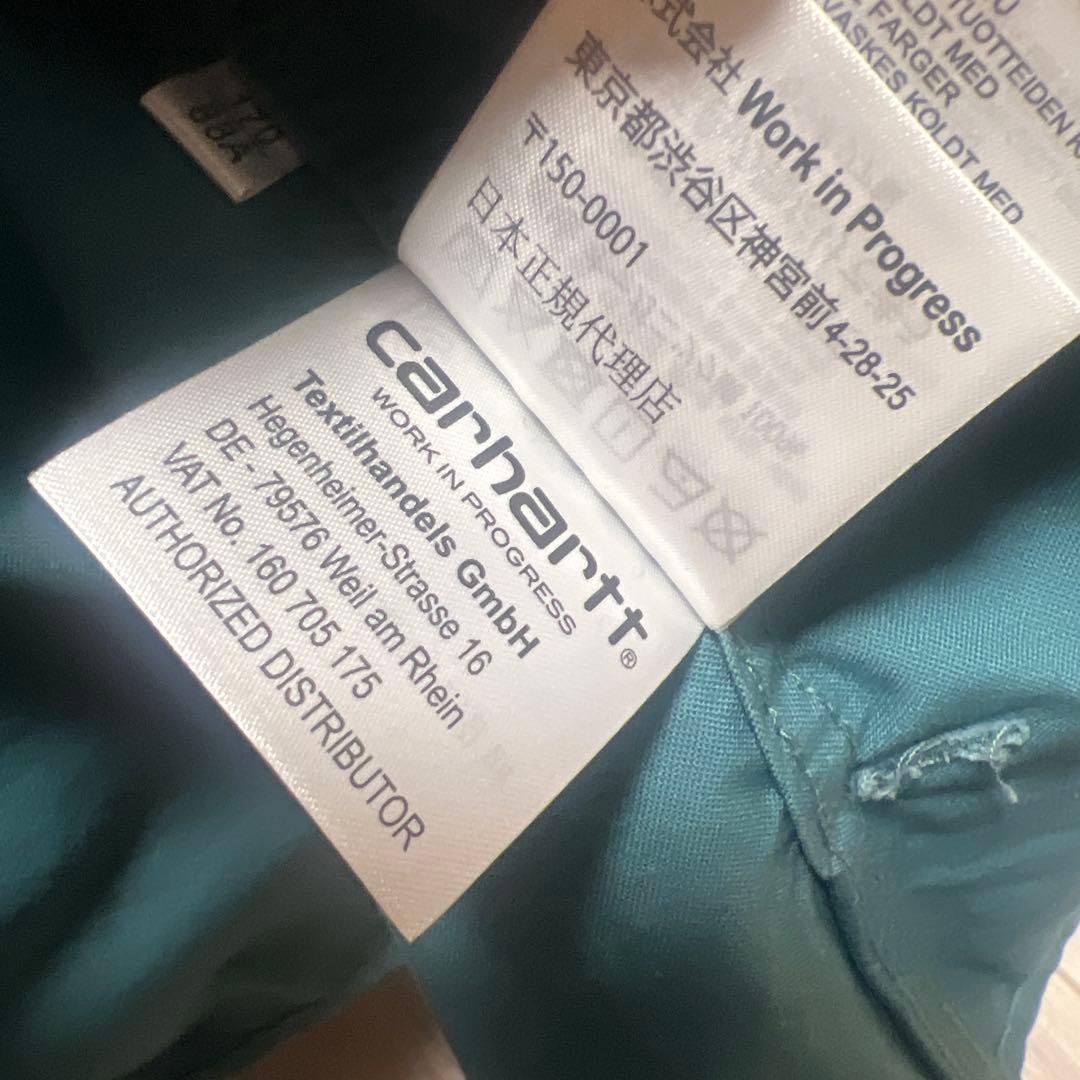 170
88A
株式会社 Work in Progress
東京都渋谷区神宮前4-28-25
〒150-0001
日本正規代理店
TUOTTEIDEN
KOLDT MED
FARGER
VASKES KOLDT MED
carhartt®
WORK IN PROGRESS
Textilhandels GmbH
Hegenheimer-Strasse 16
DE - 79576 Weil am Rhein
VAT No. 160 705 175
AUTHORIZED DISTRIBUTOR